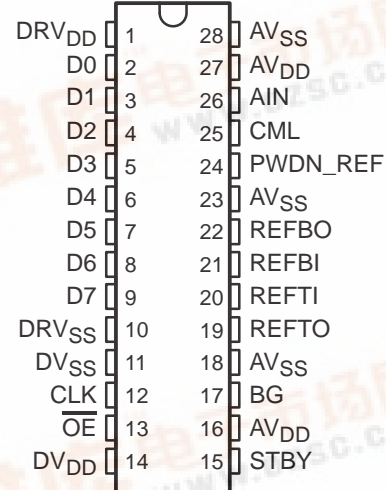 DRVDD 1 28 AVSS
D0 2 27 AVDD
D1 3 26 AIN
D2 4 25 CML
D3 5 24 PWDN_REF
D4 6 23 AVSS
D5 7 22 REFBO
D6 8 21 REFBI
D7 9 20 REFTI
DRVSS 10 19 REFTO
DVSS 11 18 AVSS
CLK 12 17 BG
OE 13 16 AVDD
DVDD 14 15 STBY